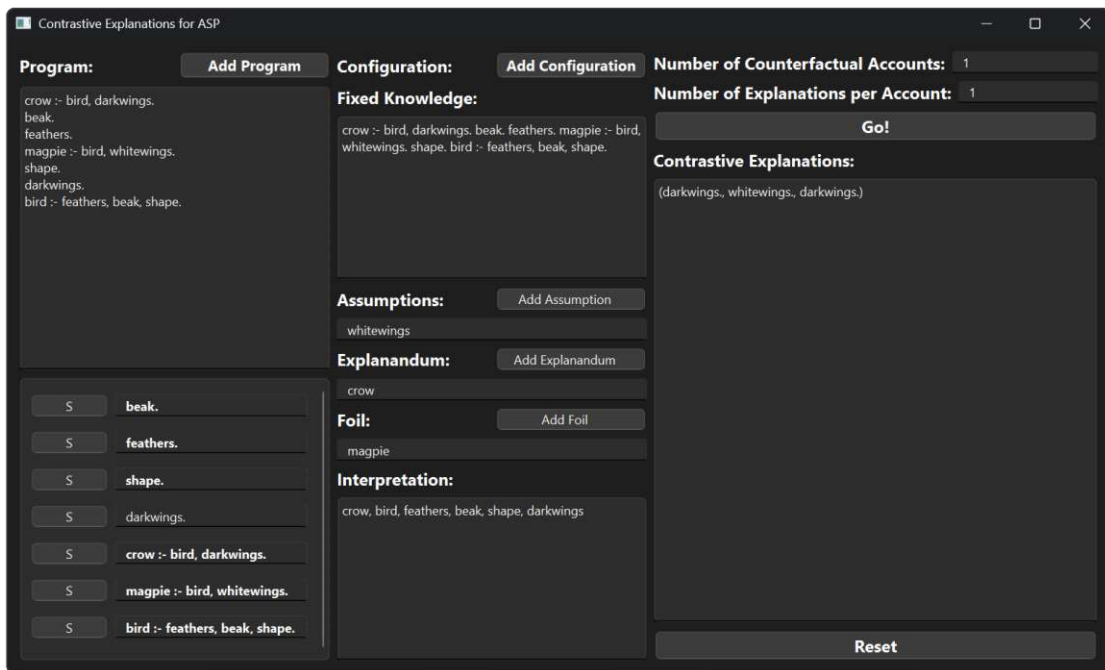 Contrastive Explanations for ASP
Program:
Add Program
crow :- bird, darkwings.
beak.
feathers.
magpie :- bird, whitewings.
shape.
darkwings.
bird :- feathers, beak, shape.
S beak.
S feathers.
S shape.
S darkwings.
S crow :- bird, darkwings.
S magpie :- bird, whitewings.
S bird :- feathers, beak, shape.
Configuration:
Add Configuration
Fixed Knowledge:
crow :- bird, darkwings. beak. feathers. magpie :- bird,
whitewings. shape. bird :- feathers, beak, shape.
Assumptions:
Add Assumption
whitewings
Explanandum:
Add Explanandum
crow
Foil:
Add Foil
magpie
Interpretation:
crow, bird, feathers, beak, shape, darkwings
Number of Counterfactual Accounts: 1
Number of Explanations per Account: 1
Go!
Contrastive Explanations:
(darkwings., whitewings., darkwings.)
Reset